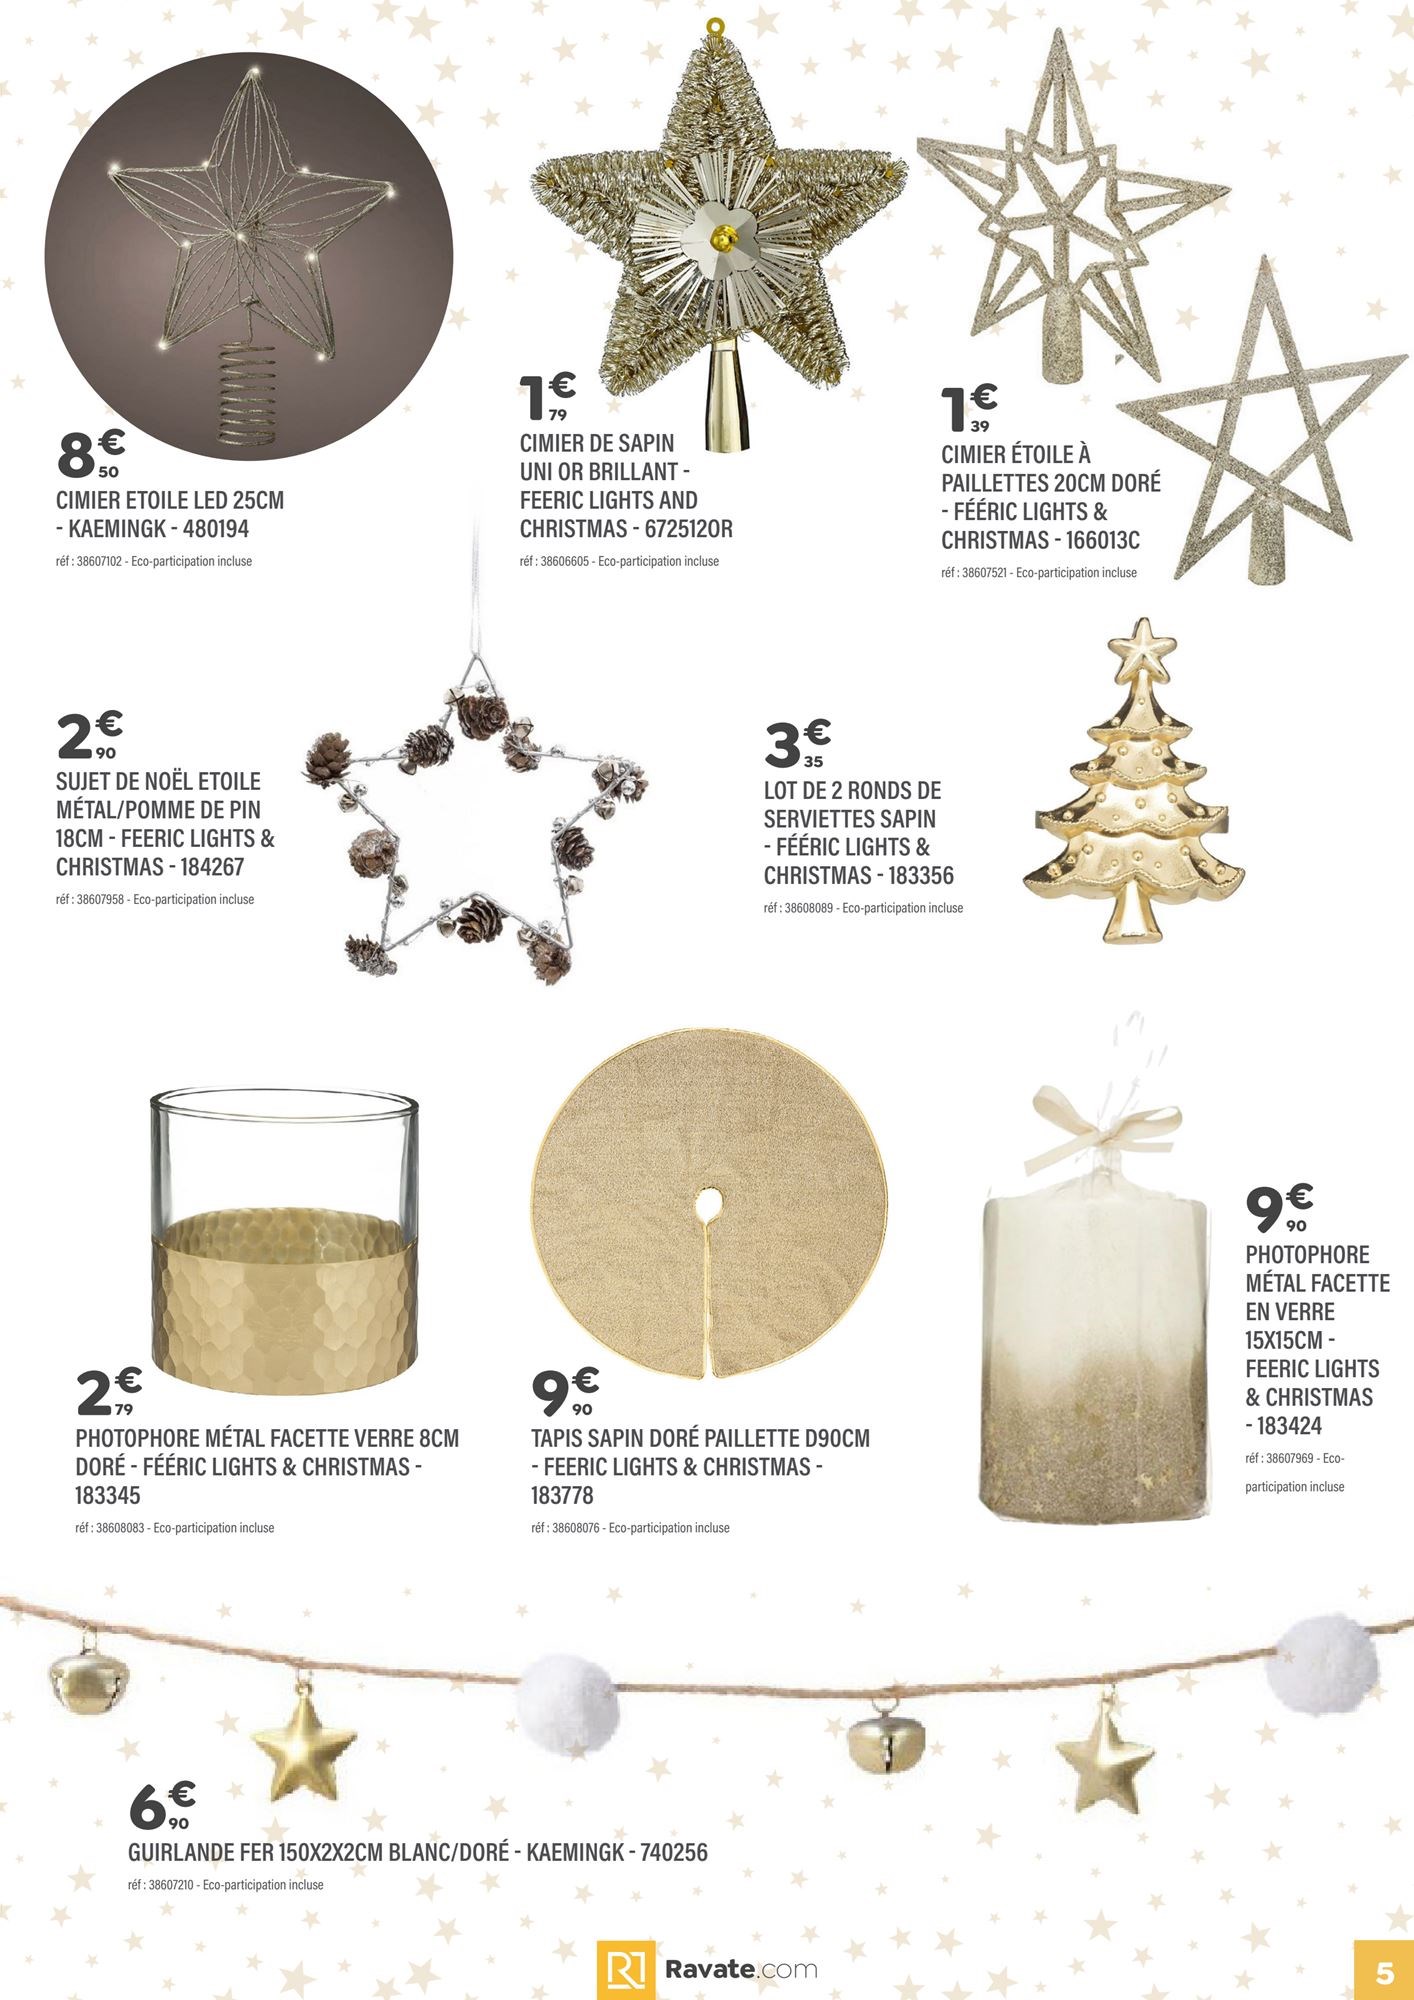 8€50
CIMIER ETOILE LED 25CM
- KAEMINGK - 480194
réf : 38607102 - Eco-participation incluse
1€79
CIMIER DE SAPIN
UNI OR BRILLANT -
FEERIC LIGHTS AND
CHRISTMAS - 672512OR
réf : 38606605 - Eco-participation incluse
1€39
CIMIER ÉTOILE À
PAILLETTES 20CM DORÉ
- FÉÉRIC LIGHTS &
CHRISTMAS - 166013C
réf : 38607521 - Eco-participation incluse
2€90
SUJET DE NOËL ETOILE
MÉTAL/POMME DE PIN
18CM - FEERIC LIGHTS &
CHRISTMAS - 184267
réf : 38607958 - Eco-participation incluse
3€35
LOT DE 2 RONDS DE
SERVIETTES SAPIN
- FÉÉRIC LIGHTS &
CHRISTMAS - 183356
réf : 38608089 - Eco-participation incluse
2€79
PHOTOPHORE MÉTAL FACETTE VERRE 8CM
DORÉ - FÉÉRIC LIGHTS & CHRISTMAS -
183345
réf : 38608083 - Eco-participation incluse
9€90
TAPIS SAPIN DORÉ PAILLETTE D90CM
- FEERIC LIGHTS & CHRISTMAS -
183778
réf : 38608076 - Eco-participation incluse
9€90
PHOTOPHORE
MÉTAL FACETTE
EN VERRE
15X15CM -
FEERIC LIGHTS
& CHRISTMAS
- 183424
réf : 38607969 - Eco-
participation incluse
6€90
GUIRLANDE FER 150X2X2CM BLANC/DORÉ - KAEMINGK - 740256
réf : 38607210 - Eco-participation incluse
Ravate.com
5